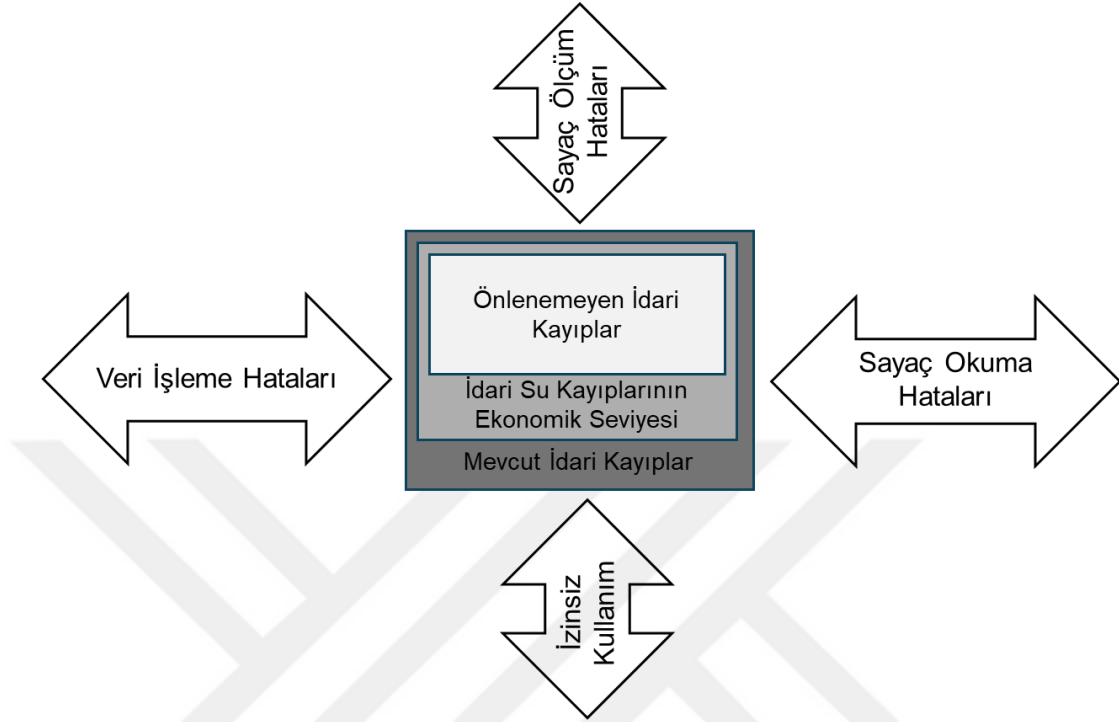 Sayaç Ölçüm
Hataları
Önlenemeyen İdari
Kayıplar
Veri İşleme Hataları
Sayaç Okuma
Hataları
İdari Su Kayıplarının
Ekonomik Seviyesi
Mevcut İdari Kayıplar
İzinsiz
Kullanım